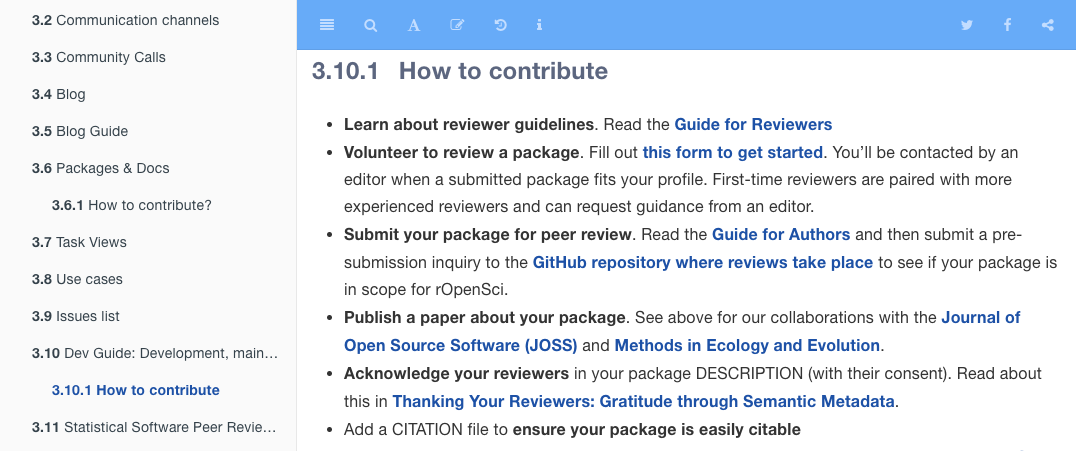 3.2 Communication channels
3.3 Community Calls
3.4 Blog
3.5 Blog Guide
3.6 Packages & Docs
3.6.1 How to contribute?
3.7 Task Views
3.8 Use cases
3.9 Issues list
3.10 Dev Guide: Development, main…
3.10.1 How to contribute
3.11 Statistical Software Peer Revie…
3.10.1 How to contribute
• Learn about reviewer guidelines. Read the Guide for Reviewers
• Volunteer to review a package. Fill out this form to get started. You’ll be contacted by an
editor when a submitted package fits your profile. First-time reviewers are paired with more
experienced reviewers and can request guidance from an editor.
• Submit your package for peer review. Read the Guide for Authors and then submit a pre-
submission inquiry to the GitHub repository where reviews take place to see if your package is
in scope for rOpenSci.
• Publish a paper about your package. See above for our collaborations with the Journal of
Open Source Software (JOSS) and Methods in Ecology and Evolution.
• Acknowledge your reviewers in your package DESCRIPTION (with their consent). Read about
this in Thanking Your Reviewers: Gratitude through Semantic Metadata.
• Add a CITATION file to ensure your package is easily citable